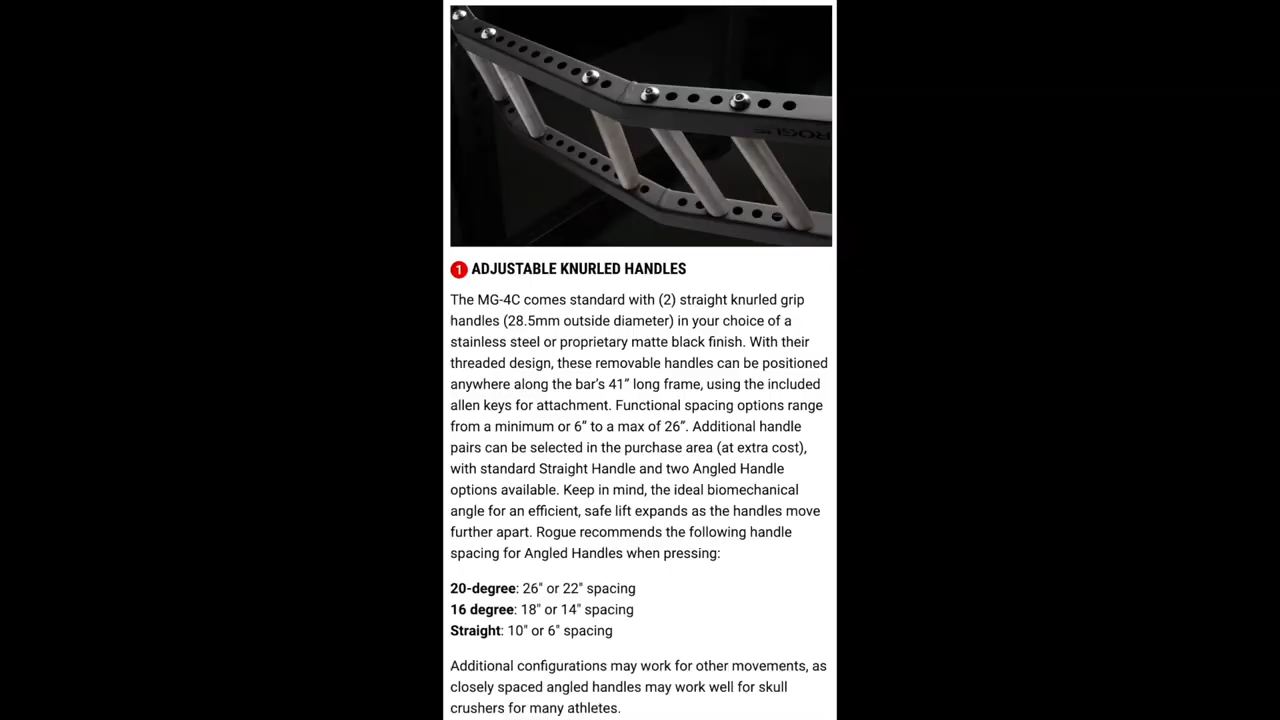 ROGUE
1 ADJUSTABLE KNURLED HANDLES
The MG-4C comes standard with (2) straight knurled grip
handles (28.5mm outside diameter) in your choice of a
stainless steel or proprietary matte black finish. With their
threaded design, these removable handles can be positioned
anywhere along the bar’s 41” long frame, using the included
allen keys for attachment. Functional spacing options range
from a minimum or 6” to a max of 26”. Additional handle
pairs can be selected in the purchase area (at extra cost),
with standard Straight Handle and two Angled Handle
options available. Keep in mind, the ideal biomechanical
angle for an efficient, safe lift expands as the handles move
further apart. Rogue recommends the following handle
spacing for Angled Handles when pressing:
20-degree: 26" or 22" spacing
16 degree: 18" or 14" spacing
Straight: 10" or 6" spacing
Additional configurations may work for other movements, as
closely spaced angled handles may work well for skull
crushers for many athletes.